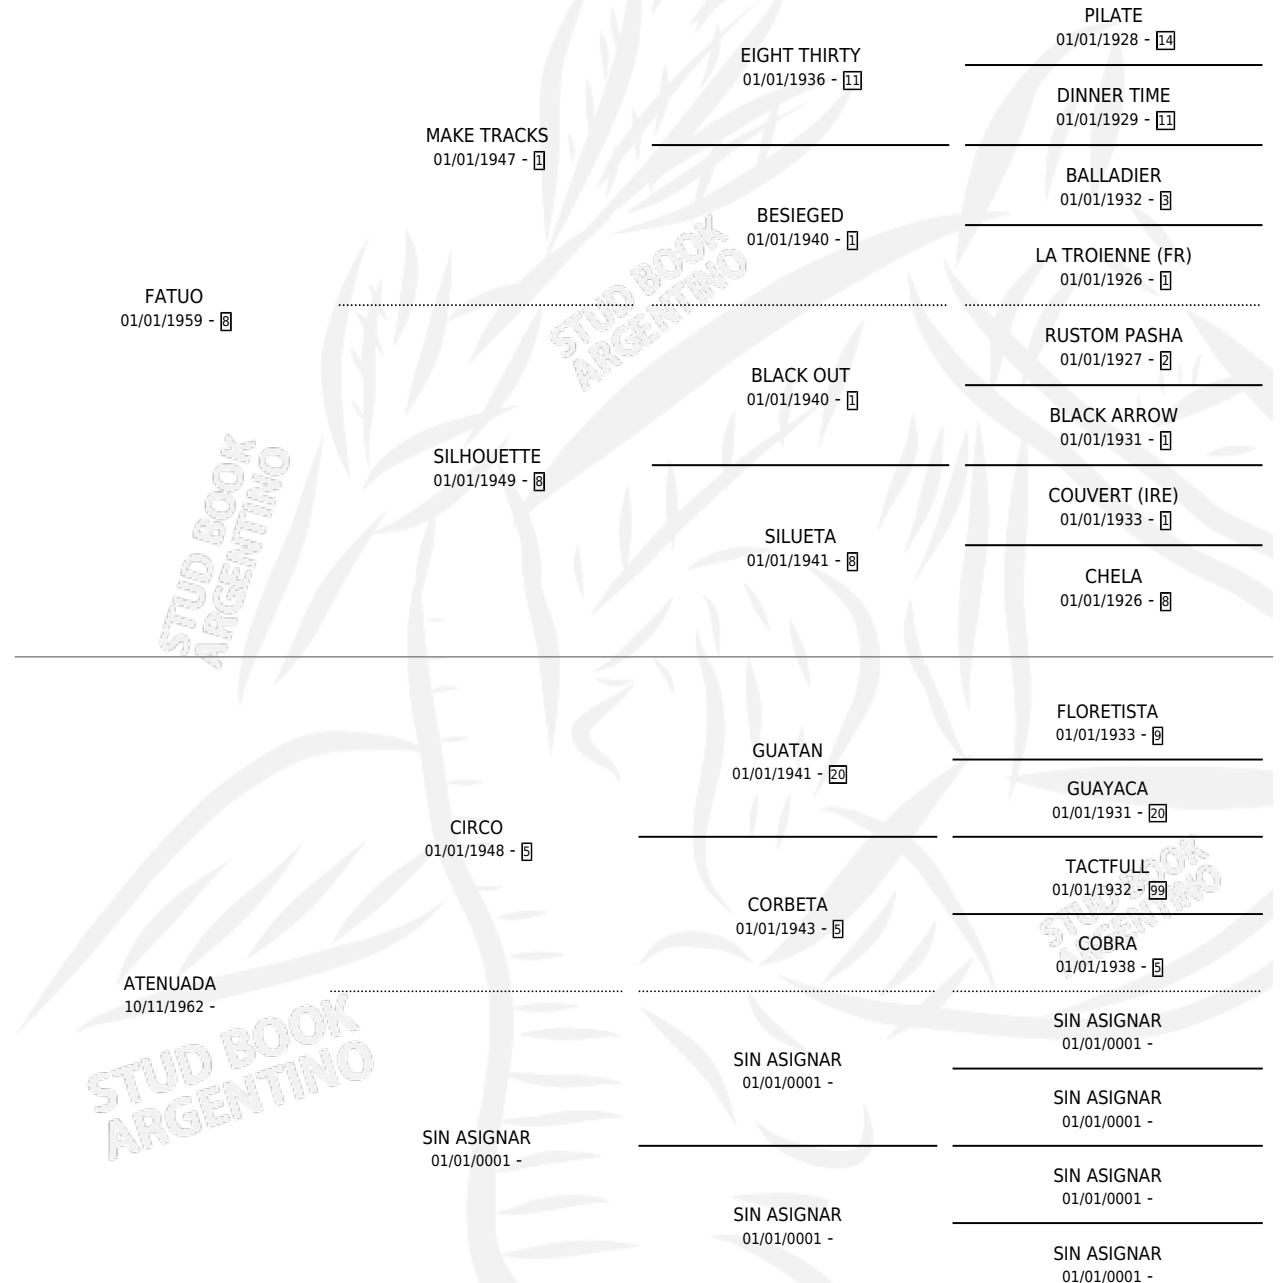 PILATE
01/01/1928 - 14
EIGHT THIRTY
01/01/1936 - 11
DINNER TIME
01/01/1929 - 11
MAKE TRACKS
01/01/1947 - 1
BALLADIER
01/01/1932 - 3
BESIEGED
01/01/1940 - 1
LA TROIENNE (FR)
01/01/1926 - 1
FATUO
01/01/1959 - 8
RUSTOM PASHA
01/01/1927 - 2
BLACK OUT
01/01/1940 - 1
BLACK ARROW
01/01/1931 - 1
SILHOUETTE
01/01/1949 - 8
COUVERT (IRE)
01/01/1933 - 1
SILUETA
01/01/1941 - 8
CHELA
01/01/1926 - 8
STUD BOOK
ARGENTINO
STUD BOOK
ARGENTINO
FLORETISTA
01/01/1933 - 9
GUATAN
01/01/1941 - 20
GUAYACA
01/01/1931 - 20
CIRCO
01/01/1948 - 5
TACTFULL
01/01/1932 - 99
CORBETA
01/01/1943 - 5
COBRA
01/01/1938 - 5
STUD BOOK
ARGENTINO
ATENUADA
10/11/1962 -
SIN ASIGNAR
01/01/0001 -
SIN ASIGNAR
01/01/0001 -
SIN ASIGNAR
01/01/0001 -
SIN ASIGNAR
01/01/0001 -
SIN ASIGNAR
01/01/0001 -
SIN ASIGNAR
01/01/0001 -
SIN ASIGNAR
01/01/0001 -
STUD BOOK
ARGENTINO